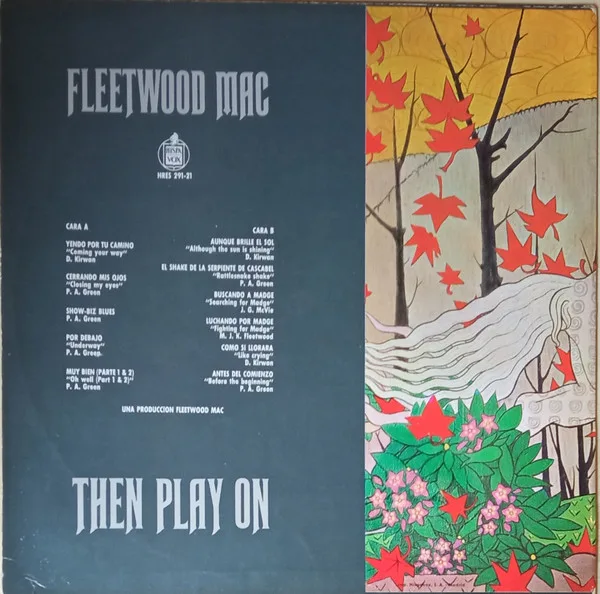 FLEETWOOD MAC
HISPA
VOX
HRES 291-21
CARA A
YENDO POR TU CAMINO
"Coming your way"
D. Kirwan
CERRANDO MIS OJOS
"Closing my eyes"
P. A. Green
SHOW-BIZ BLUES
P. A. Green
POR DEBAJO
"Underway"
P. A. Green.
MUY BIEN (PARTE 1 & 2)
"Oh well (Part 1 & 2)"
P. A. Green
CARA B
AUNQUE BRILLE EL SOL
"Although the sun is shining"
D. Kirwan
EL SHAKE DE LA SERPIENTE DE CASCABEL
"Rattlesnake shake"
P. A. Green
BUSCANDO A MADGE
"Searching for Madge"
J. G. McVie
LUCHANDO POR MADGE
"Fighting for Madge"
M. J. K. Fleetwood
COMO SI LLORARA
"Like crying"
D. Kirwan
ANTES DEL COMIENZO
"Before the beginning"
P. A. Green
UNA PRODUCCION FLEETWOOD MAC
THEN PLAY ON
S. A. Madrid